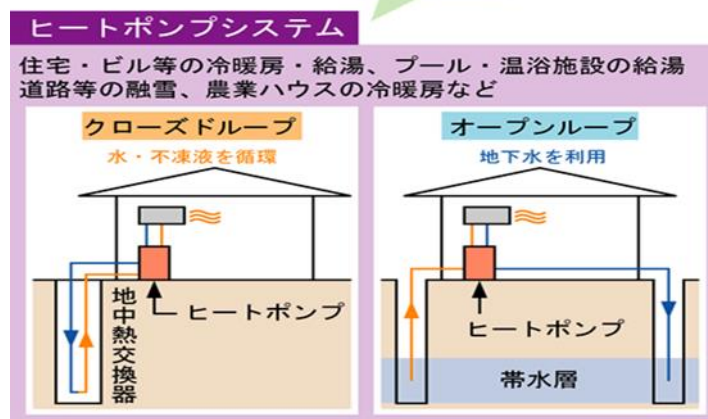 ヒートポンプシステム
住宅・ビル等の冷暖房・給湯、プール・温浴施設の給湯
道路等の融雪、農業ハウスの冷暖房など
クローズドループ
水・不凍液を循環
地中熱交換器
ヒートポンプ
オープンループ
地下水を利用
ヒートポンプ
帯水層